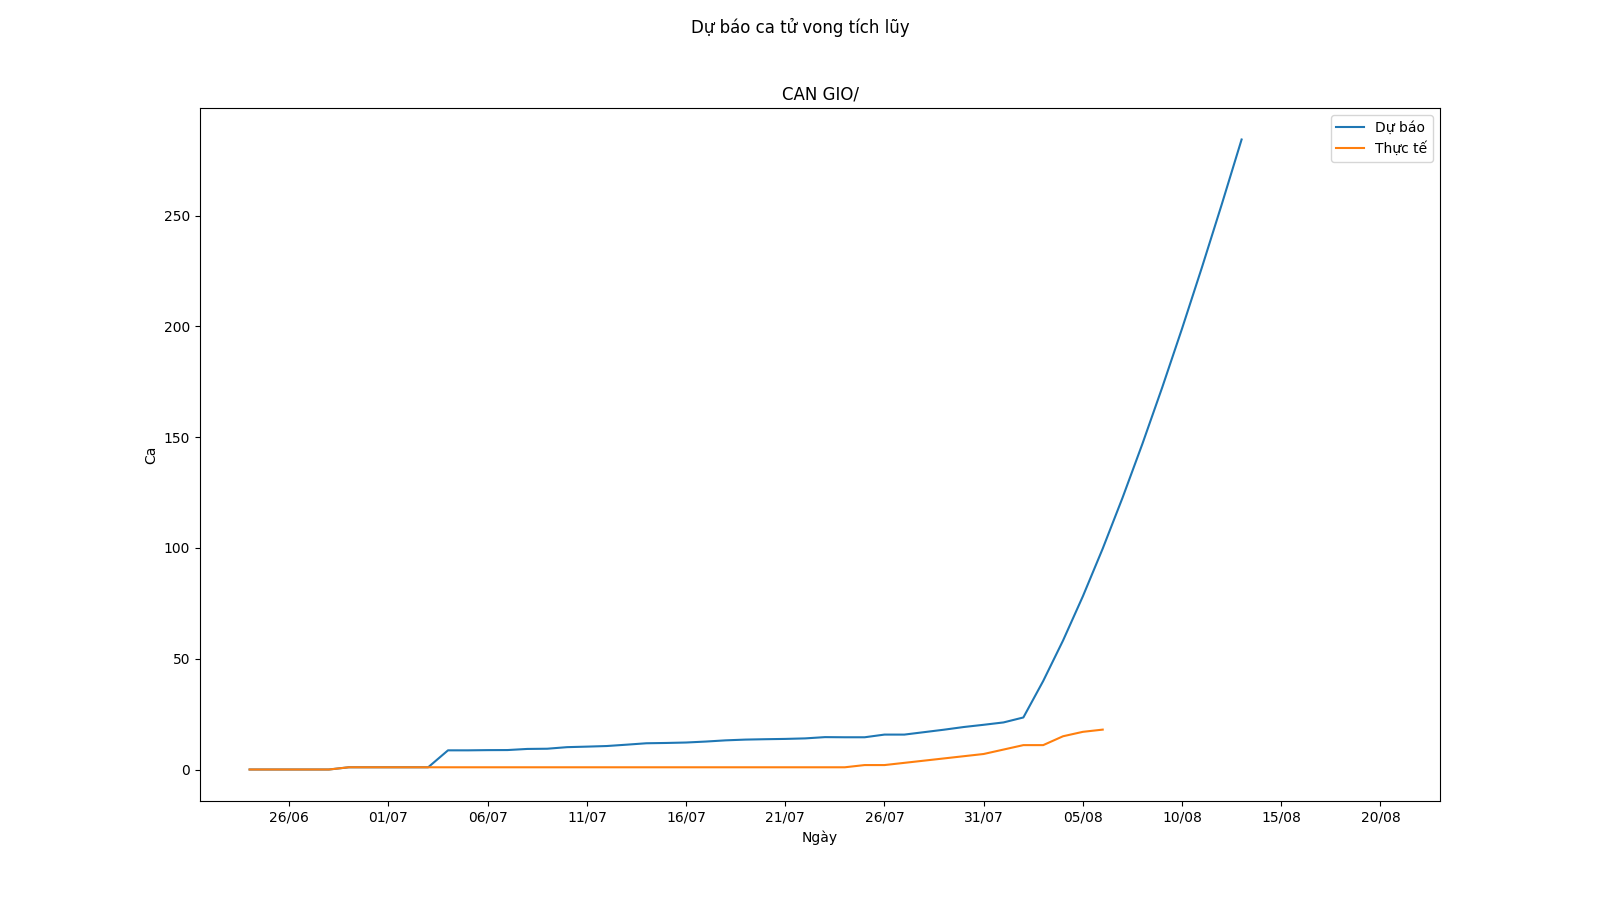 Dự báo ca tử vong tích lũy
CAN GIO/
Dự báo
Thực tế
Ca
250
200
150
100
50
0
26/06 01/07 06/07 11/07 16/07 21/07 26/07 31/07 05/08 10/08 15/08 20/08
Ngày